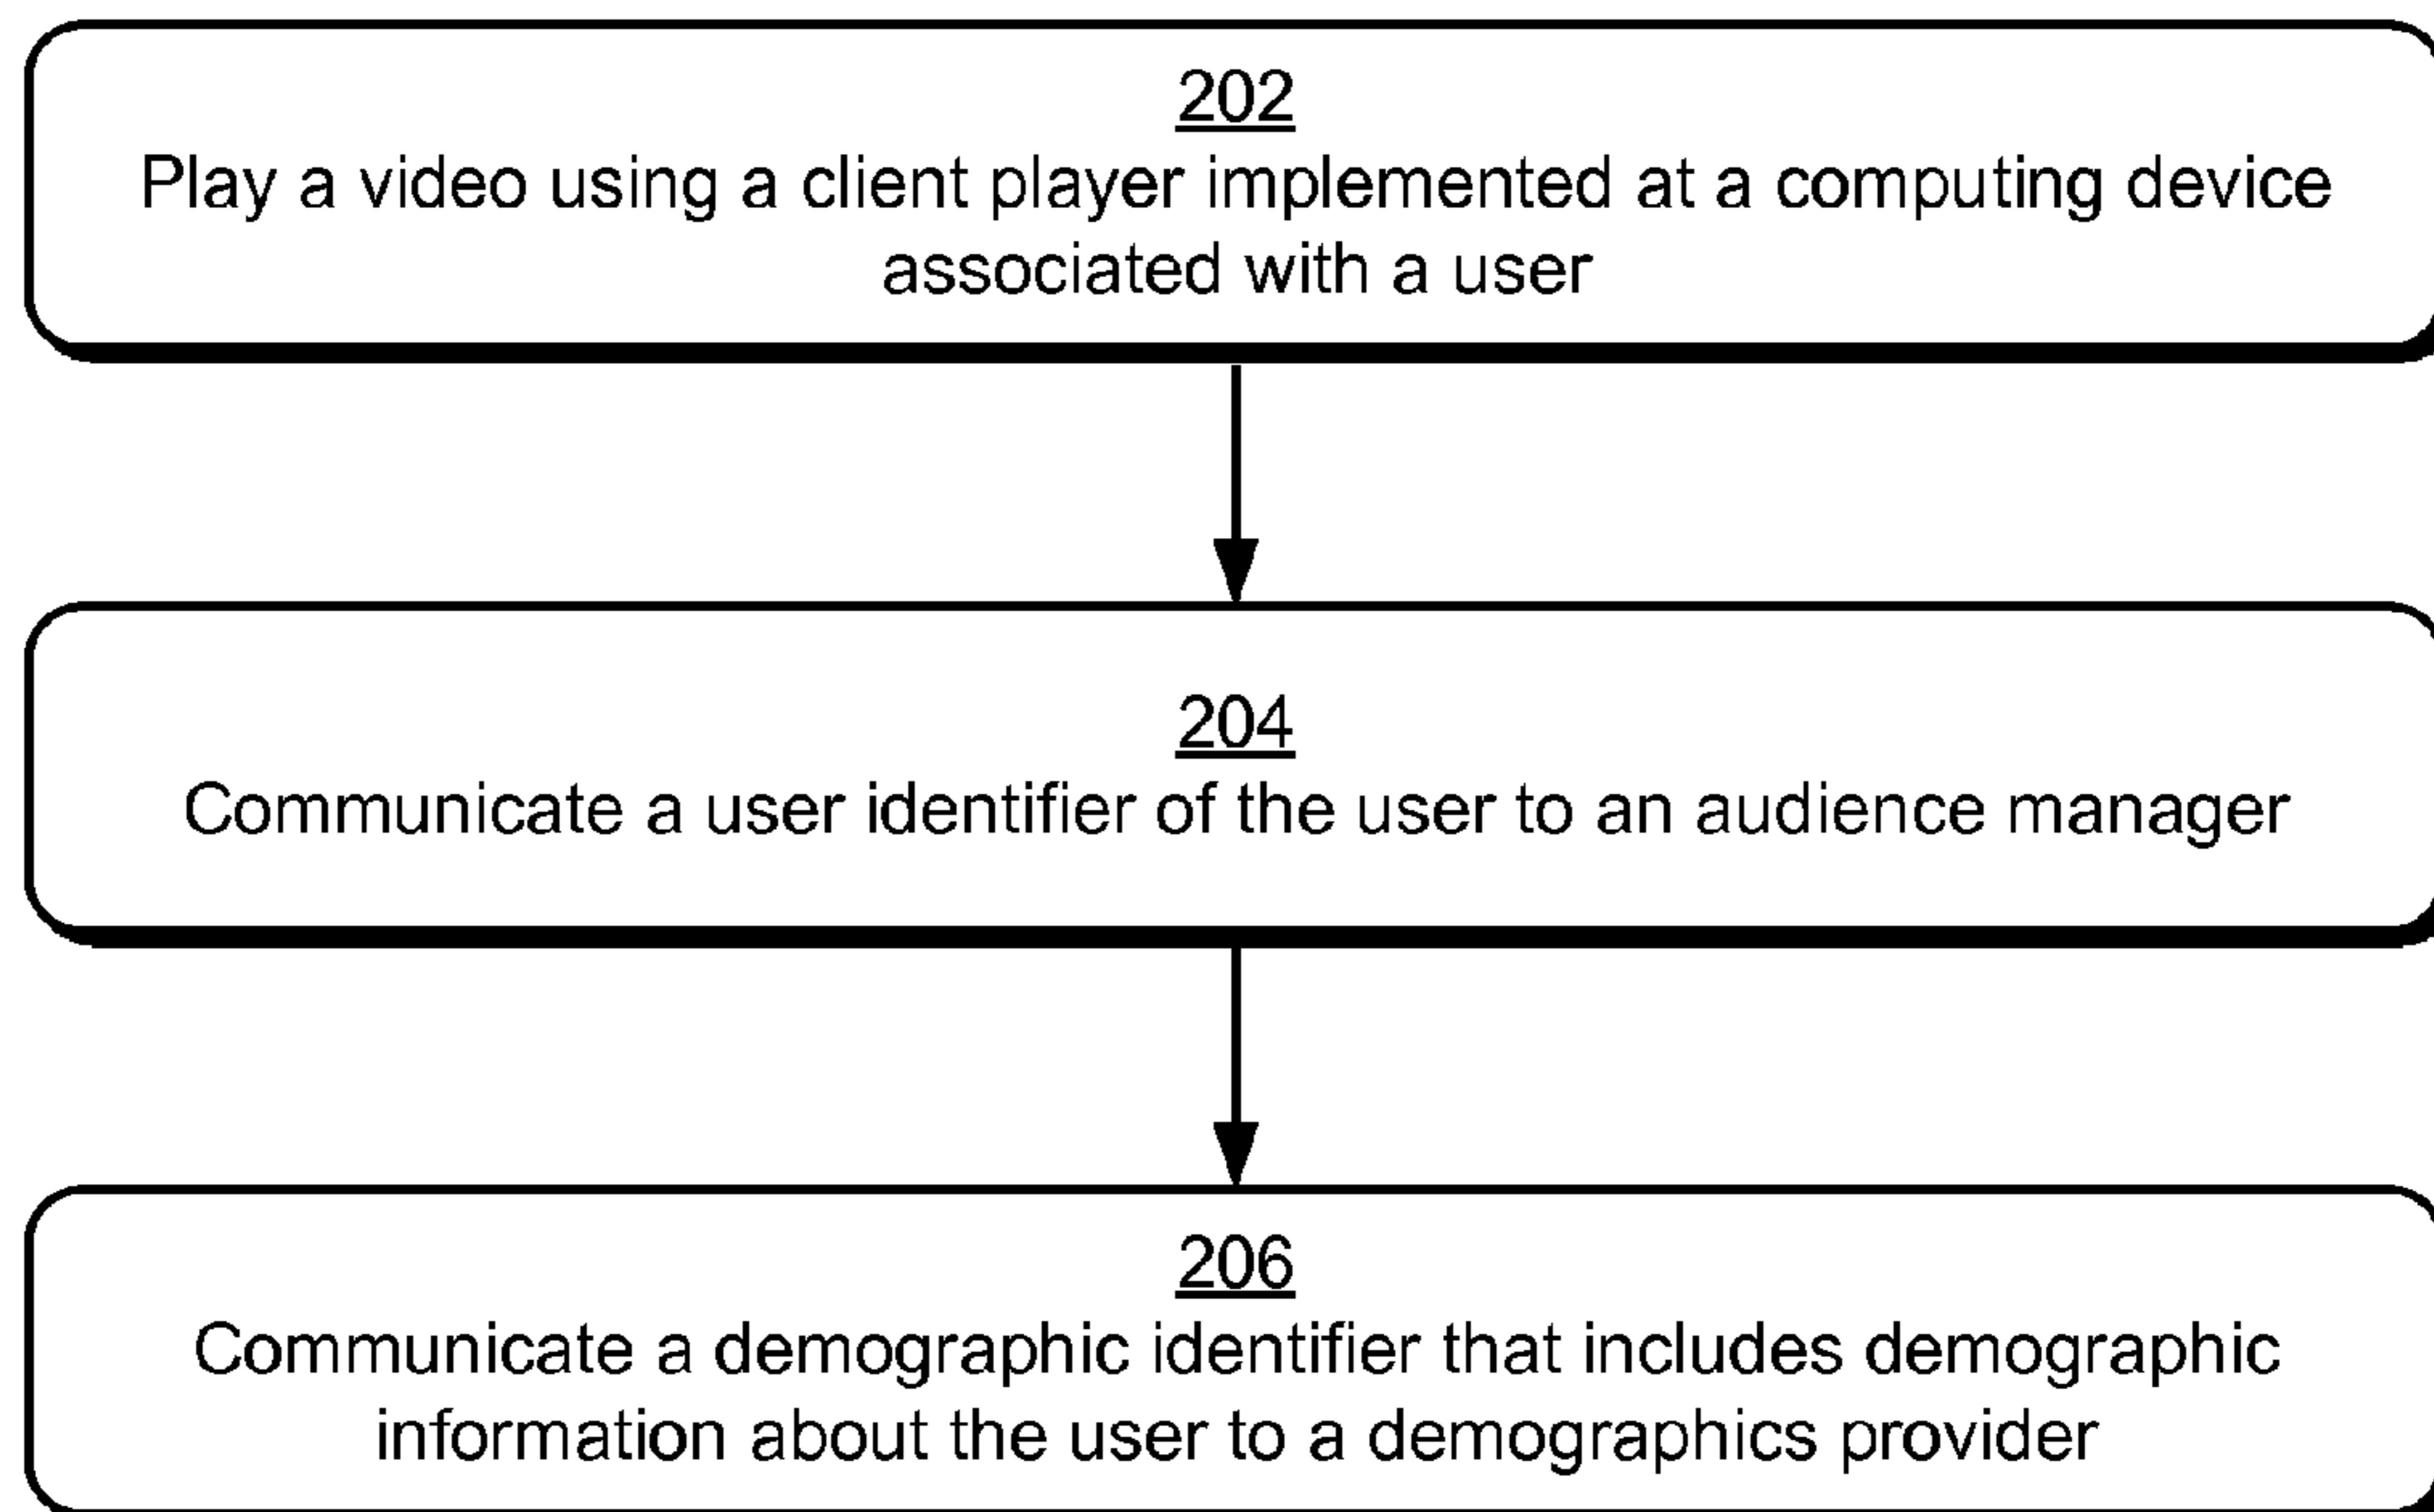 202
Play a video using a client player implemented at a computing device
associated with a user
204
Communicate a user identifier of the user to an audience manager
206
Communicate a demographic identifier that includes demographic
information about the user to a demographics provider